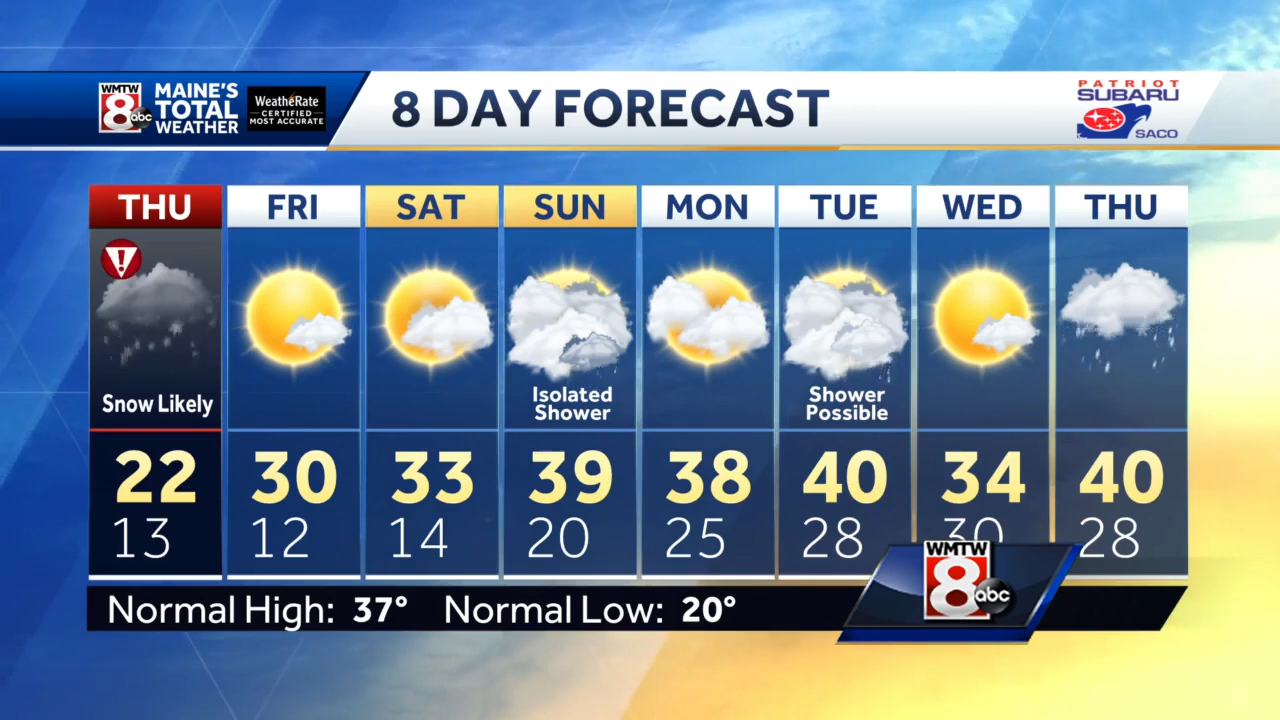 WMTW
8
abc
MAINE'S
TOTAL
WEATHER
WeatheRate
CERTIFIED
MOST ACCURATE
8 DAY FORECAST
PATRIOT
SUBARU
SACO
THU FRI SAT SUN MON TUE WED THU
!
Snow Likely
Isolated
Shower
Shower
Possible
22 30 33 39 38 40 34 40
13 12 14 20 25 28 30 28
Normal High: 37° Normal Low: 20°
WMTW
8
abc